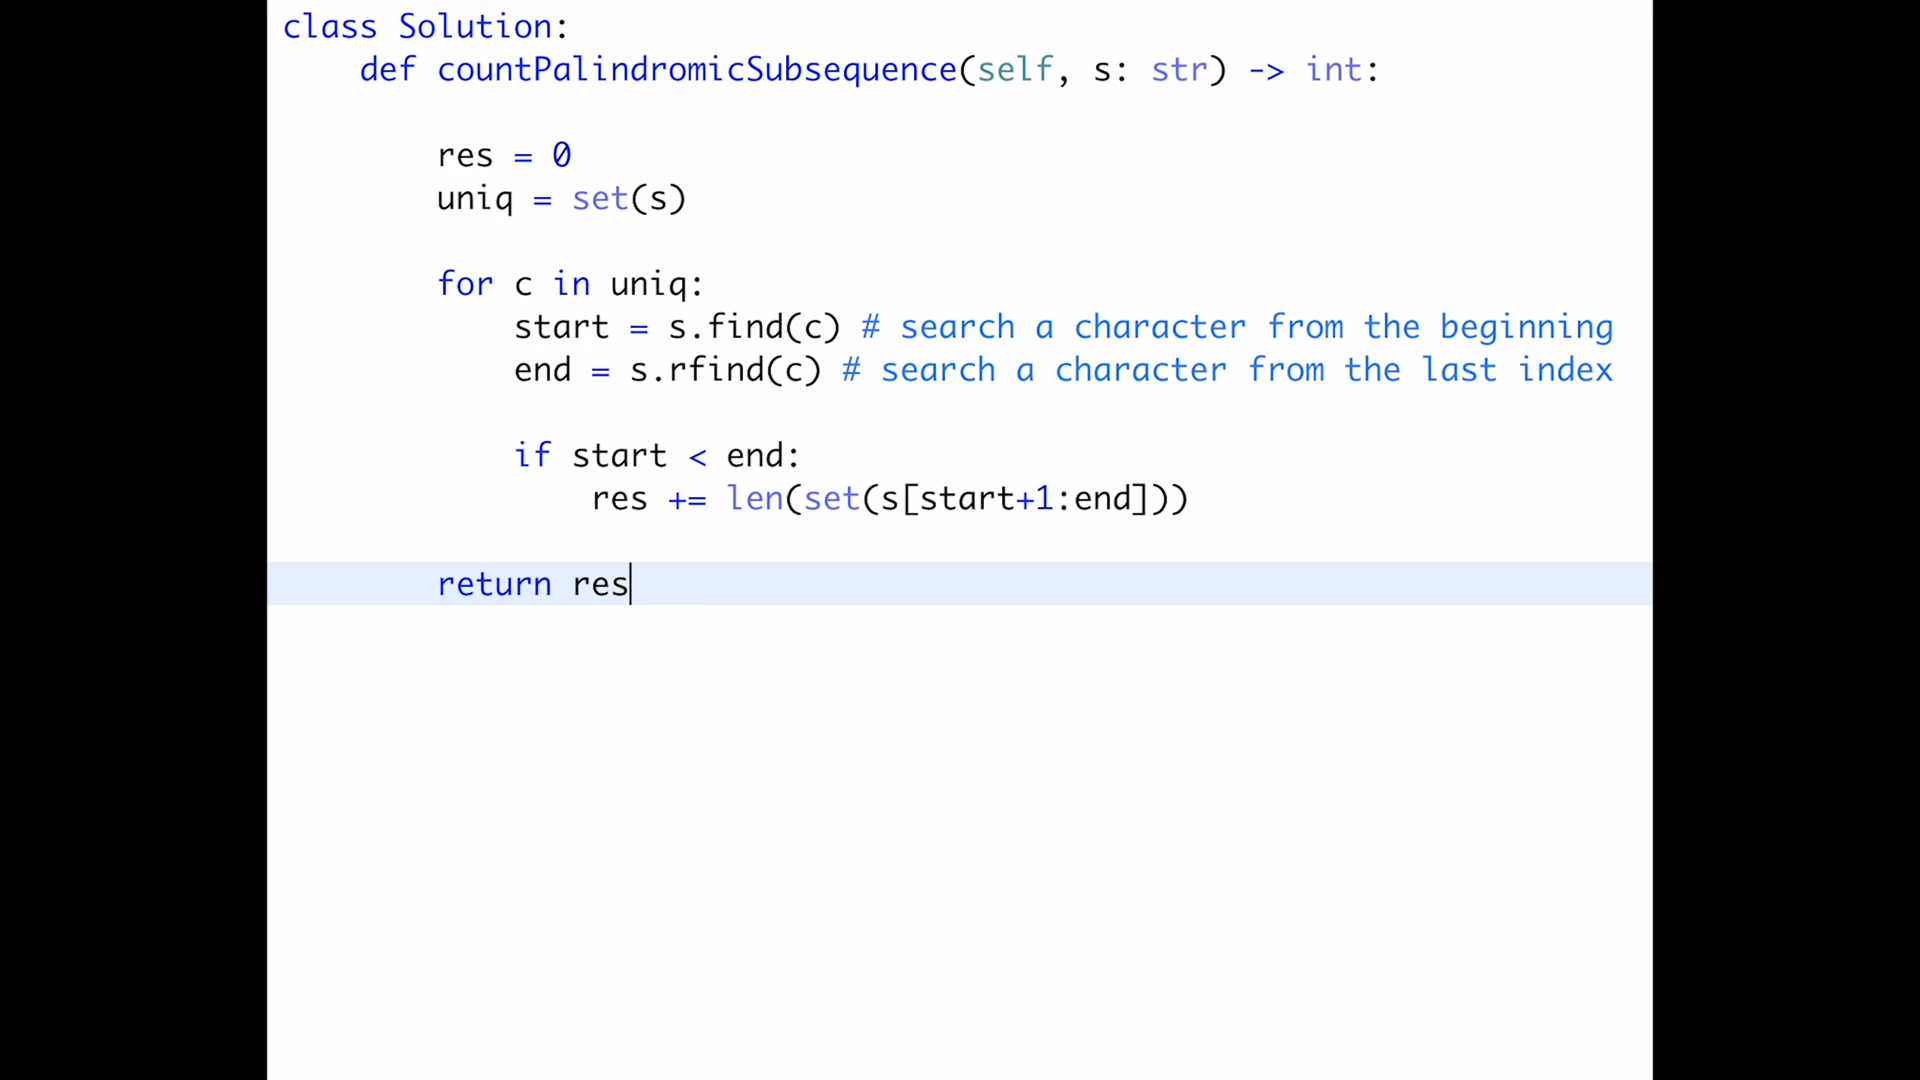 class Solution:
    def countPalindromicSubsequence(self, s: str) -> int:
        res = 0
        uniq = set(s)
        for c in uniq:
            start = s.find(c) # search a character from the beginning
            end = s.rfind(c) # search a character from the last index
            if start < end:
                res += len(set(s[start+1:end]))
        return res